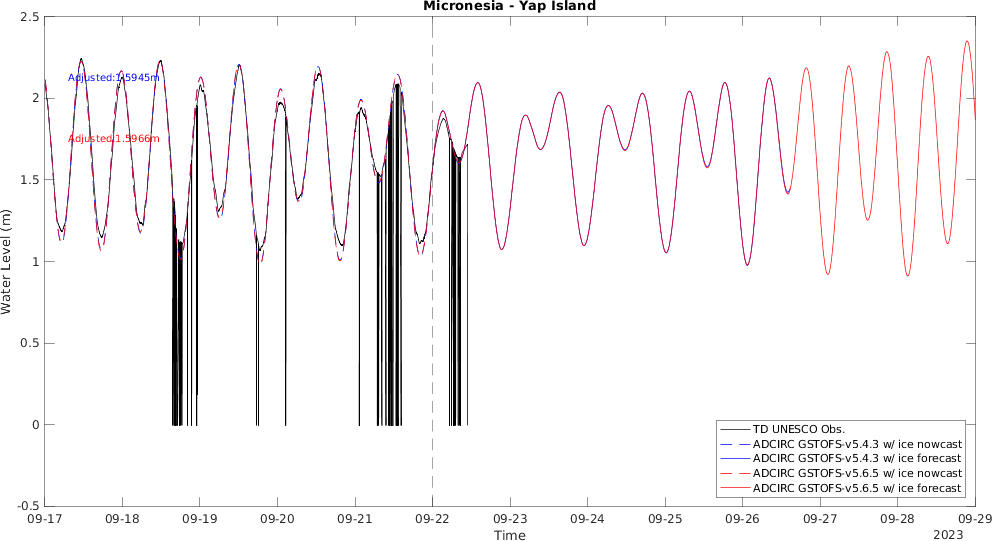 Micronesia - Yap Island
2.5
2
1.5
1
0.5
0
-0.5
Water Level (m)
Adjusted:1.5945m
Adjusted:1.5966m
TD UNESCO Obs.
ADCIRC GSTOFS-v5.4.3 w/ ice nowcast
ADCIRC GSTOFS-v5.4.3 w/ ice forecast
ADCIRC GSTOFS-v5.6.5 w/ ice nowcast
ADCIRC GSTOFS-v5.6.5 w/ ice forecast
09-17 09-18 09-19 09-20 09-21 09-22 09-23 09-24 09-25 09-26 09-27 09-28 09-29
Time
2023